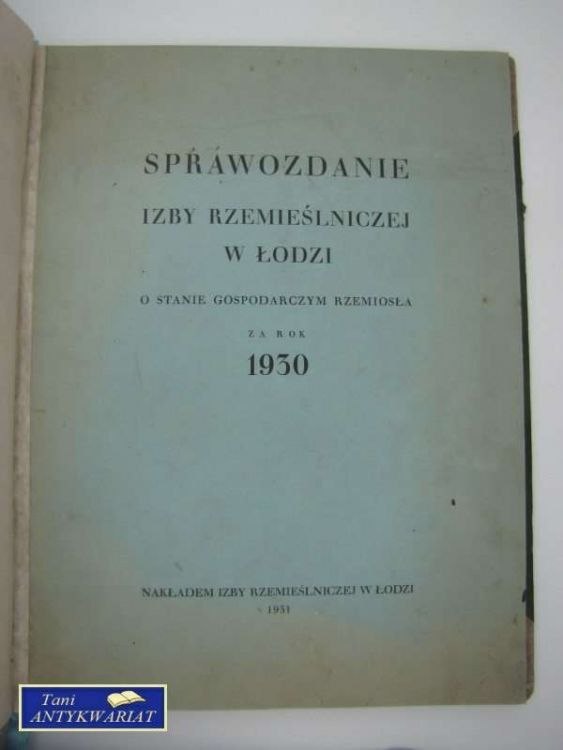 SPRAWOZDANIE
IZBY RZEMIEŚLNICZEJ
W ŁODZI
O STANIE GOSPODARCZYM RZEMIOSŁA
ZA ROK
1930
NAKŁADEM IZBY RZEMIEŚLNICZEJ W ŁODZI
1931
Tani
ANTYKWARIAT